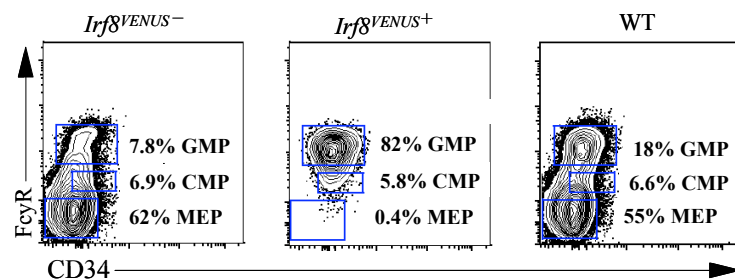 Irf8VENUS− Irf8VENUS+ WT
7.8% GMP 82% GMP 18% GMP
6.9% CMP 5.8% CMP 6.6% CMP
62% MEP 0.4% MEP 55% MEP
FcγR
CD34